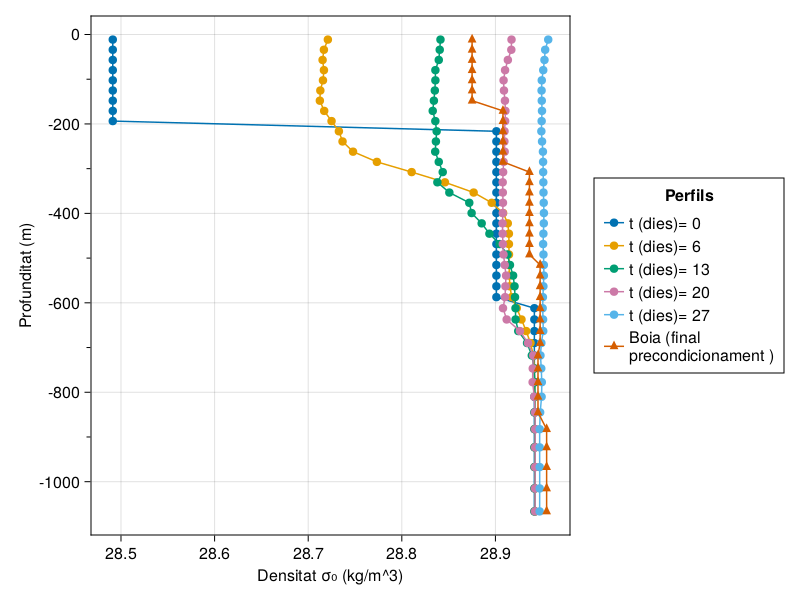 0
-200
-400
-600
-800
-1000
Profunditat (m)
28.5
28.6
28.7
28.8
28.9
Densitat σ₀ (kg/m^3)
Perfils
t (dies)= 0
t (dies)= 6
t (dies)= 13
t (dies)= 20
t (dies)= 27
Boia (final
precondicionament )